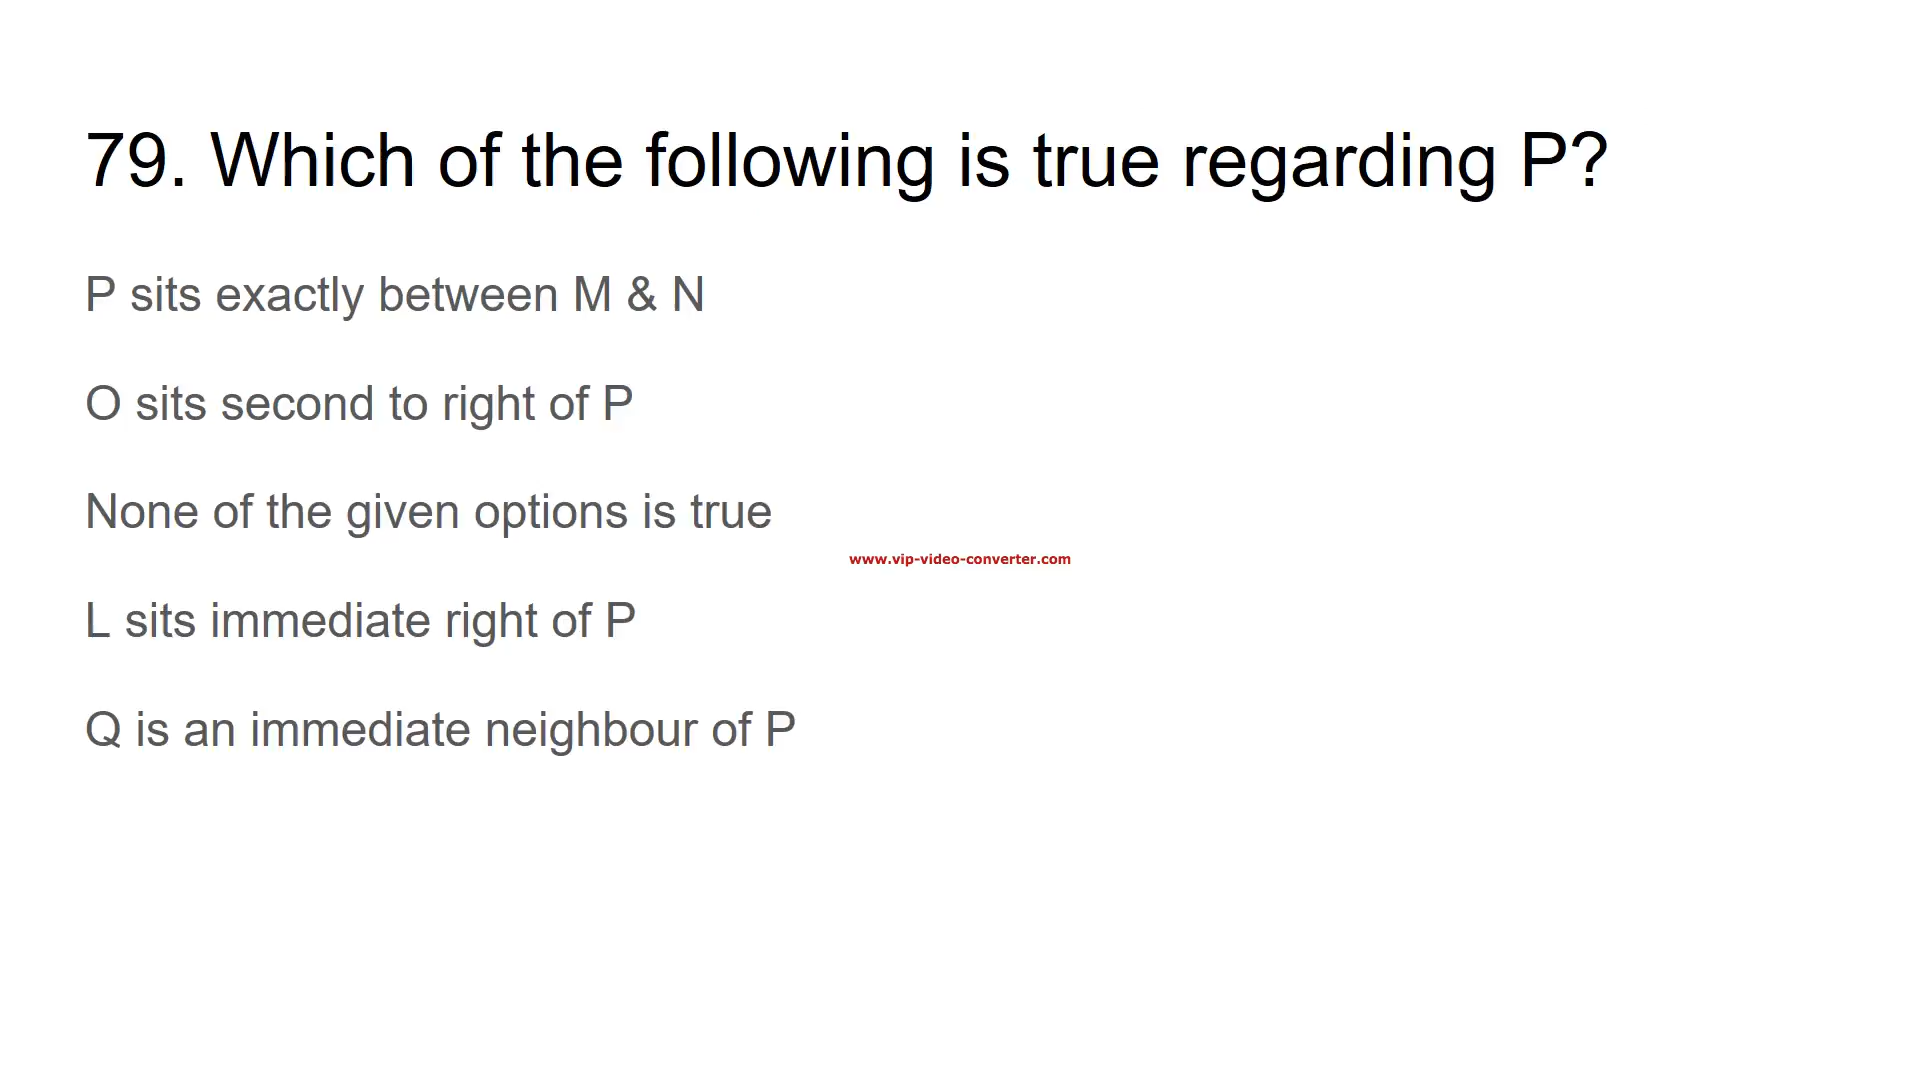 79. Which of the following is true regarding P?
P sits exactly between M & N
O sits second to right of P
None of the given options is true
www.vip-video-converter.com
L sits immediate right of P
Q is an immediate neighbour of P